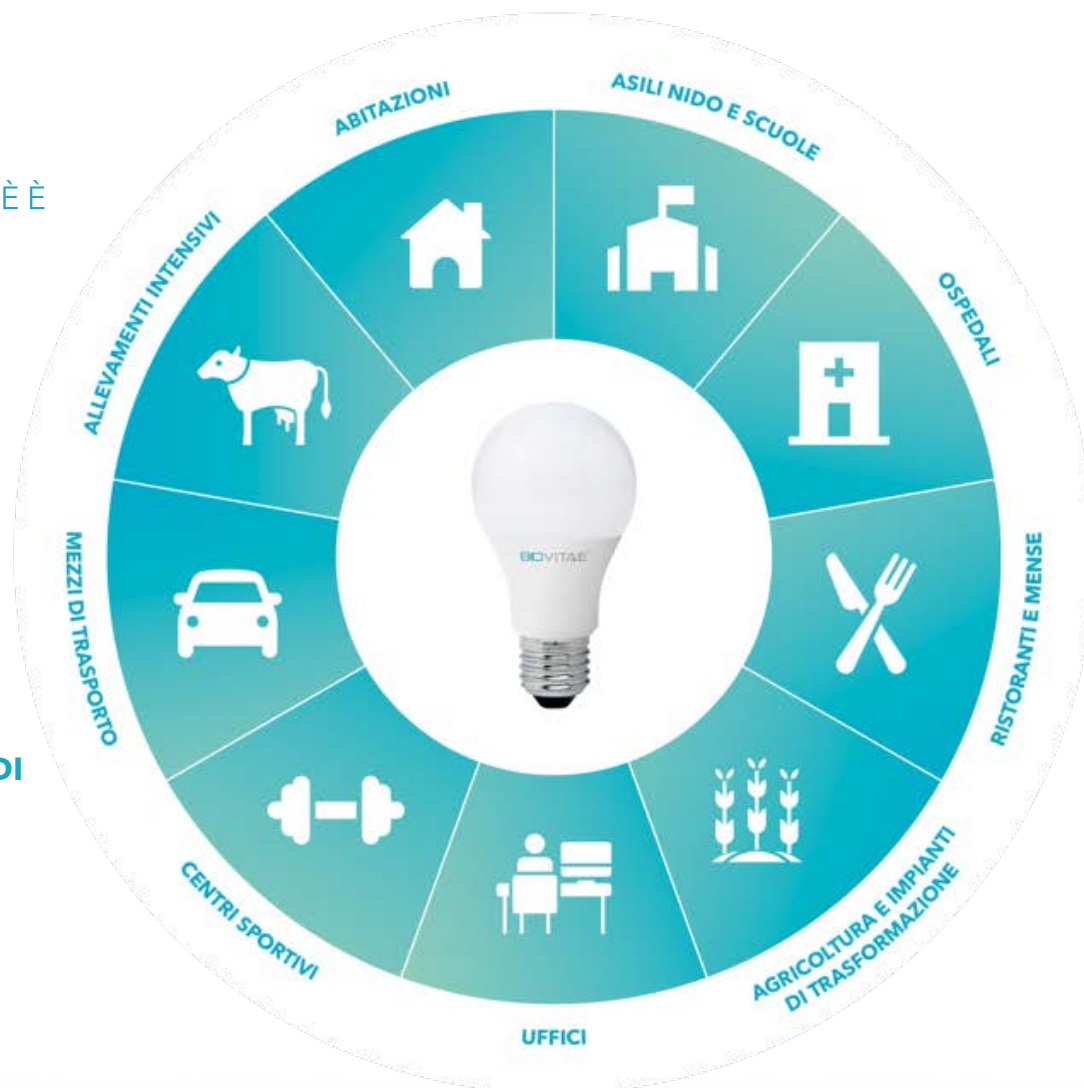 ABITAZIONI
ASILI NIDO E SCUOLE
È È
ALLEVAMENTI INTENSIVI
OSPEDALI
BIOVITAE
MEZZI DI TRASPORTO
RISTORANTI E MENSE
DI
CENTRI SPORTIVI
AGRICOLTURA E IMPIANTI
DI TRASFORMAZIONE
UFFICI